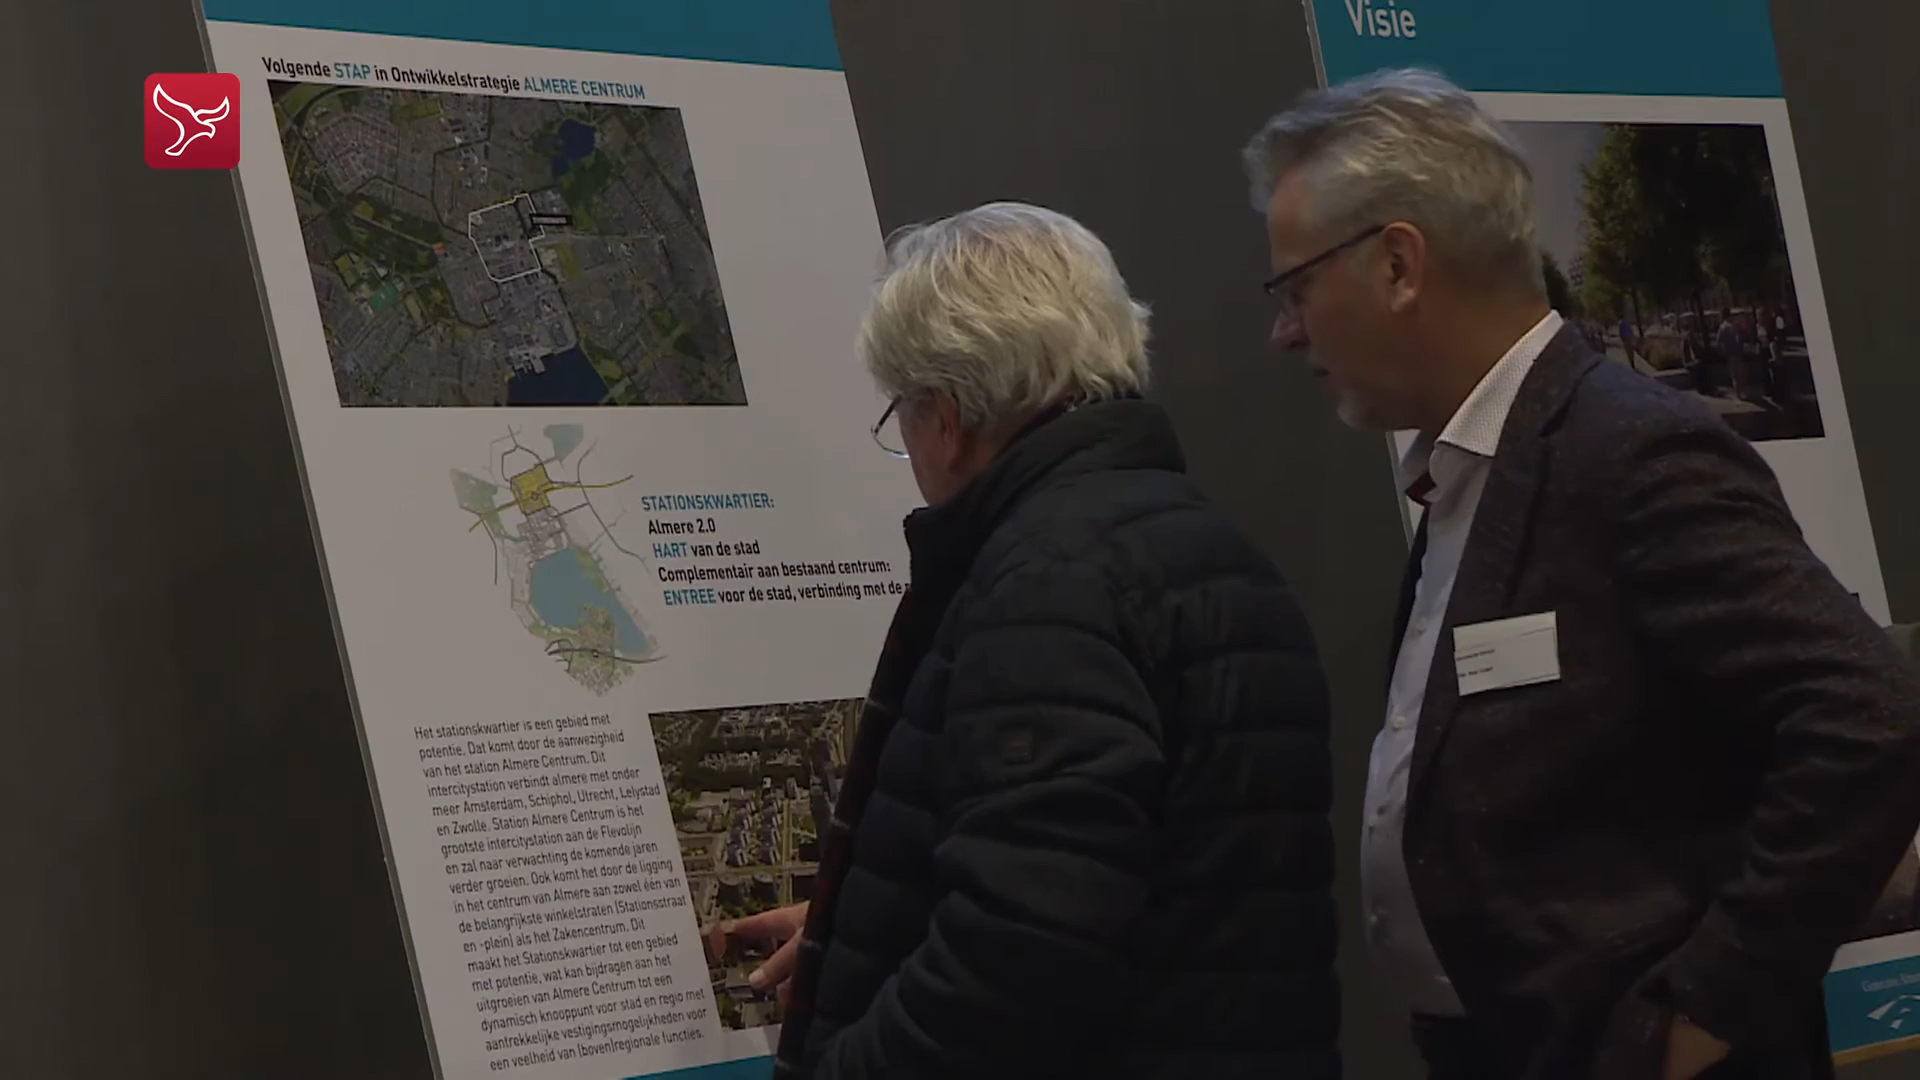 Volgende STAP in Ontwikkelstrategie ALMERE CENTRUM
STATIONSKWARTIER:
Almere 2.0
HART van de stad
Complementair aan bestaand centrum:
ENTREE voor de stad, verbinding met de
Het stationskwartier is een gebied met
potentie. Dat komt door de aanwezigheid
van het station Almere Centrum. Dit
intercitystation verbindt almere met onder
meer Amsterdam, Schiphol, Utrecht, Lelystad
en Zwolle. Station Almere Centrum is het
grootste intercitystation aan de Flevolijn
en zal naar verwachting de komende jaren
verder groeien. Ook komt het door de ligging
in het centrum van Almere aan zowel één van
de belangrijkste winkelstraten (Stationsstraat
en -plein) als het Zakencentrum. Dit
maakt het Stationskwartier tot een gebied
met potentie, wat kan bijdragen aan het
uitgroeien van Almere Centrum tot een
dynamisch knooppunt voor stad en regio met
aantrekkelijke vestigingsmogelijkheden voor
een veelheid van (boven)regionale functies.
Visie